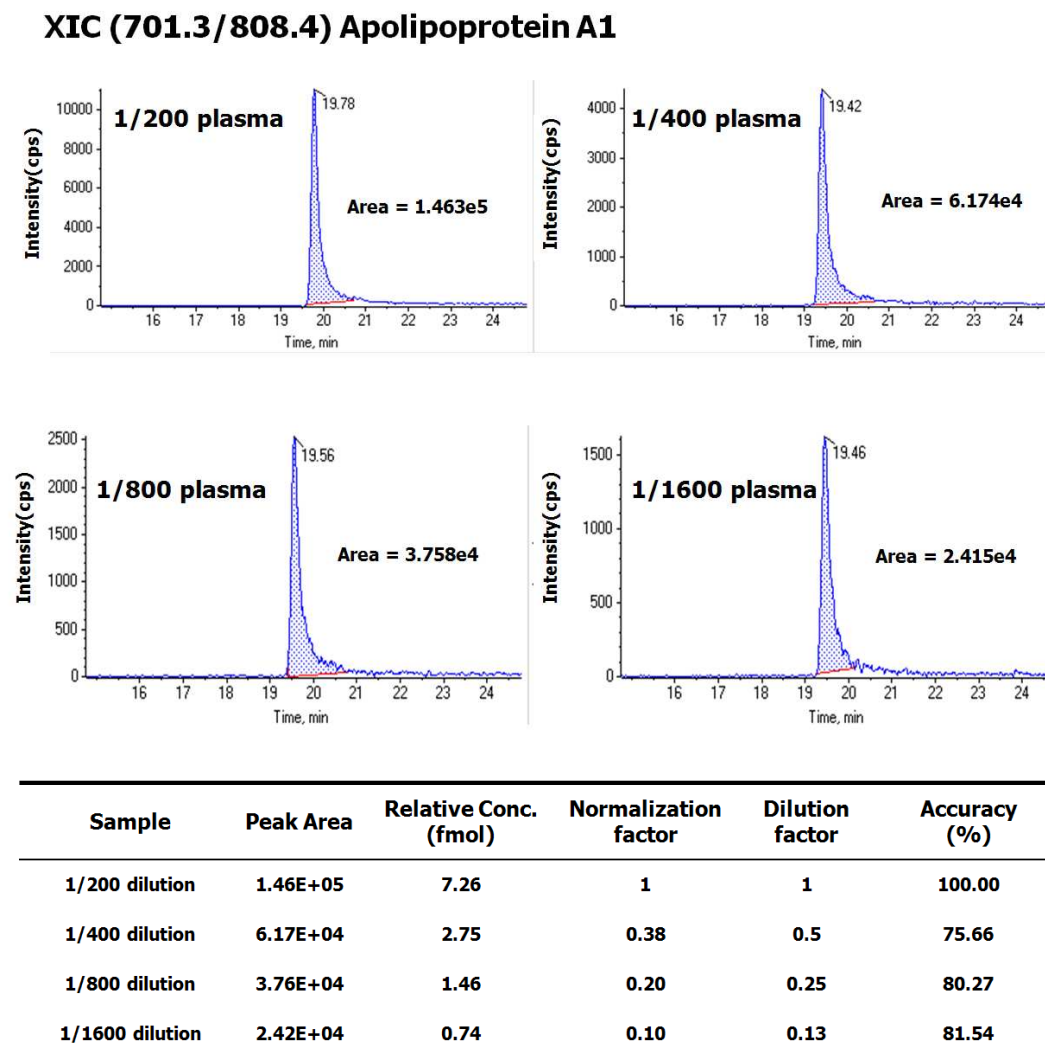 XIC (701.3/808.4) Apolipoprotein A1
1/200 plasma
19.78
Area = 1.463e5
Intensity(cps)
10000
8000
6000
4000
2000
0
16 17 18 19 20 21 22 23 24
Time, min
1/400 plasma
19.42
Area = 6.174e4
Intensity(cps)
4000
3000
2000
1000
0
16 17 18 19 20 21 22 23 24
Time, min
1/800 plasma
19.56
Area = 3.758e4
Intensity(cps)
2500
2000
1500
1000
500
0
16 17 18 19 20 21 22 23 24
Time, min
1/1600 plasma
19.46
Area = 2.415e4
Intensity(cps)
1500
1000
500
0
16 17 18 19 20 21 22 23 24
Time, min
Sample Peak Area Relative Conc. (fmol) Normalization factor Dilution factor Accuracy (%)
1/200 dilution 1.46E+05 7.26 1 1 100.00
1/400 dilution 6.17E+04 2.75 0.38 0.5 75.66
1/800 dilution 3.76E+04 1.46 0.20 0.25 80.27
1/1600 dilution 2.42E+04 0.74 0.10 0.13 81.54